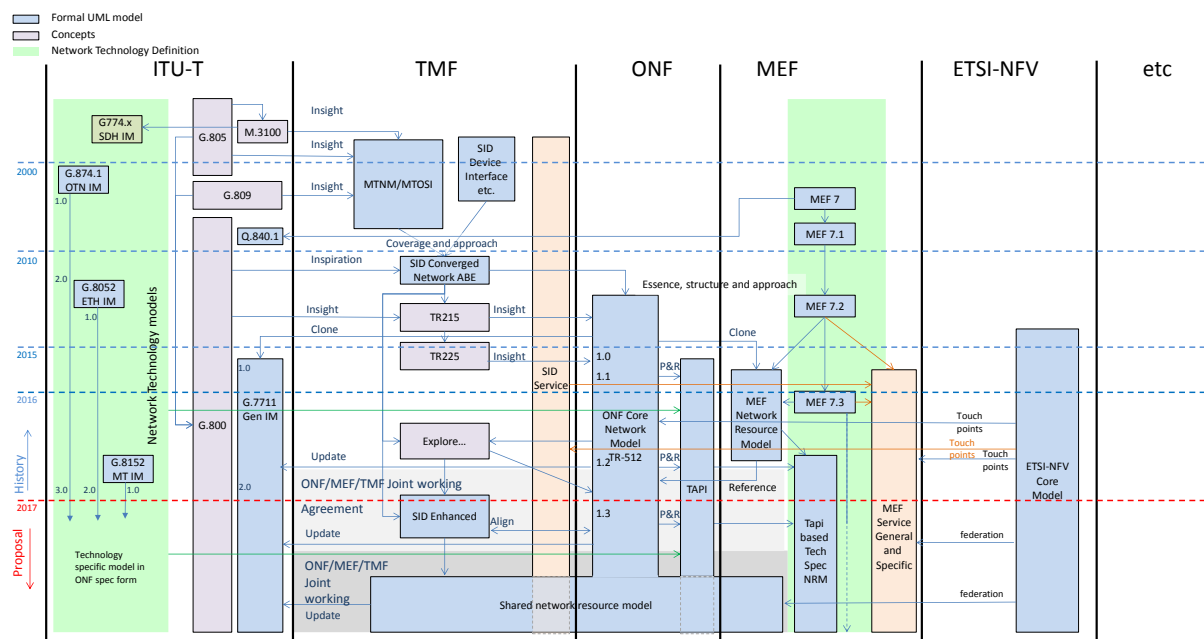 Formal UML model
Concepts
Network Technology Definition
ITU-T
TMF
ONF
MEF
ETSI-NFV
etc
G774.x
SDH IM
G.805
M.3100
Insight
Insight
Insight
MTNM/MTOSI
SID
Device
Interface
etc.
2000
G.874.1
OTN IM
1.0
G.809
MEF 7
Q.840.1
MEF 7.1
Coverage and approach
2010
Inspiration
SID Converged
Network ABE
2.0
G.8052
ETH IM
1.0
Essence, structure and approach
MEF 7.2
Insight
TR215
Insight
Clone
Clone
2015
TR225
Insight
1.0
1.0
1.1
P&R
SID
Service
2016
Network Technology models
G.7711
Gen IM
G.800
MEF
Network
Resource
Model
MEF 7.3
ONF Core
Network
Model
TR-512
Explore...
Touch
points
Touch
points
Touch
points
ETSI-NFV
Core
Model
History
G.8152
MT IM
1.0
2.0
3.0
2.0
Update
1.2
P&R
TAPI
Reference
ONF/MEF/TMF Joint working
Agreement
2017
SID Enhanced
Align
1.3
P&R
Tapi
based
Tech
Spec
NRM
MEF
Service
General
and
Specific
Update
federation
Proposal
Technology
specific model in
ONF spec form
ONF/MEF/TMF
Joint
working
Update
Shared network resource model
federation